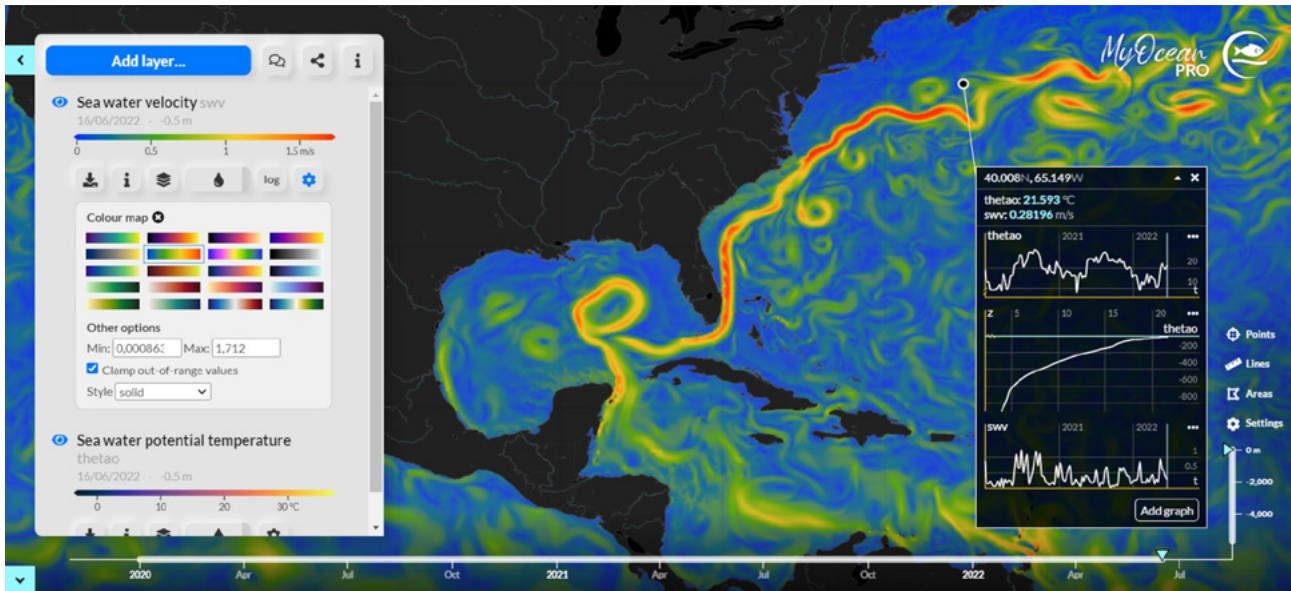 Add layer...
i
MyOcean
PRO
Sea water velocity swv
16/06/2022 - -0.5 m
0 0.5 1 1.5 m/s
i log
Colour map
Other options
Min: 0,000863 Max: 1,712
Clamp out-of-range values
Style solid
Sea water potential temperature
thetao
16/06/2022 - -0.5 m
0 10 20 30°C
40.008N, 65.149W
thetao: 21.593 °C
swv: 0.28196 m/s
thetao 2021 2022
20
10
t
z 5 10 15 20
thetao
-200
-400
-600
-800
swv 2021 2022
1
0.5
t
Add graph
Points
Lines
Areas
Settings
0 m
-2,000
-4,000
2020 Apr Jul Oct 2021 Apr Jul Oct 2022 Apr Jul